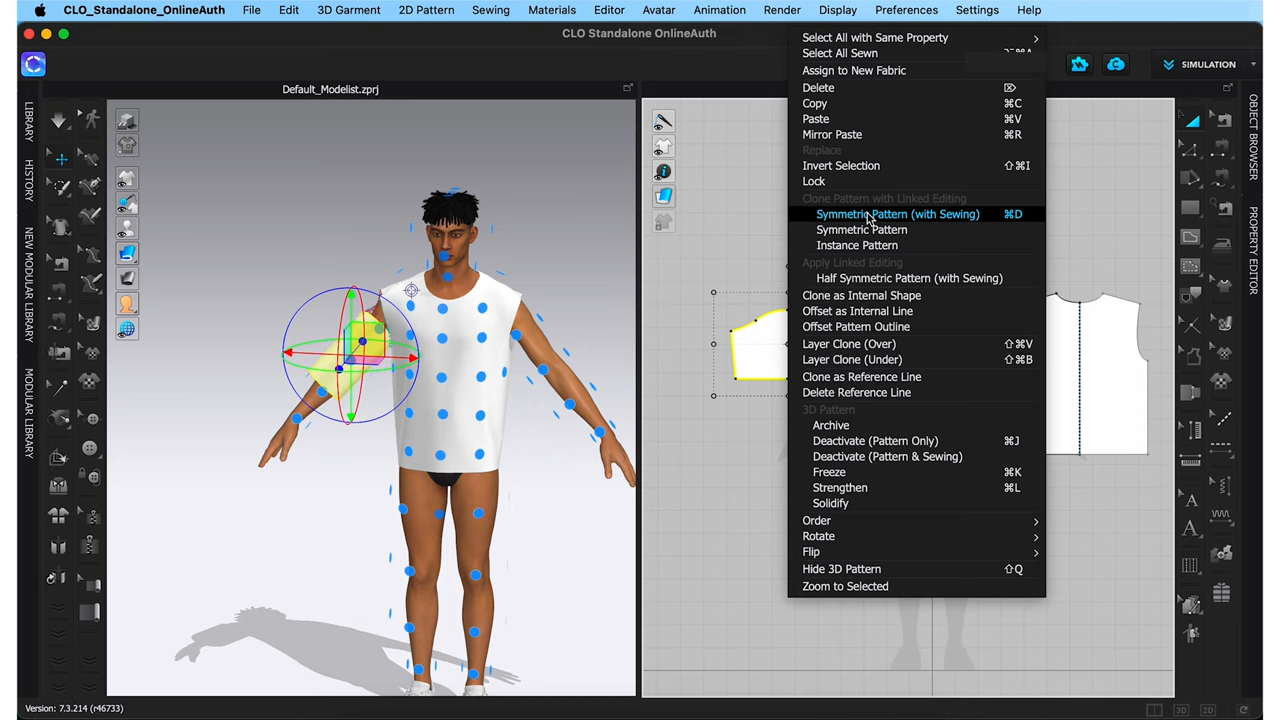 CLO_Standalone_OnlineAuth File Edit 3D Garment 2D Pattern Sewing Materials Editor Avatar Animation Render Display Preferences Settings Help
CLO Standalone OnlineAuth
SIMULATION
Default_Modelist.zprj
LIBRARY
HISTORY
NEW MODULAR LIBRARY
MODULAR LIBRARY
Select All with Same Property
Select All Sewn
Assign to New Fabric
Delete ⌦
Copy ⌘C
Paste ⌘V
Mirror Paste ⌘R
Replace
Invert Selection ⇧⌘I
Lock
Clone Pattern with Linked Editing
Symmetric Pattern (with Sewing) ⌘D
Symmetric Pattern
Instance Pattern
Apply Linked Editing
Half Symmetric Pattern (with Sewing)
Clone as Internal Shape
Offset as Internal Line
Offset Pattern Outline
Layer Clone (Over) ⇧⌘V
Layer Clone (Under) ⇧⌘B
Clone as Reference Line
Delete Reference Line
3D Pattern
Archive
Deactivate (Pattern Only) ⌘J
Deactivate (Pattern & Sewing)
Freeze ⌘K
Strengthen ⌘L
Solidify
Order
Rotate
Flip
Hide 3D Pattern ⇧Q
Zoom to Selected
OBJECT BROWSER
PROPERTY EDITOR
Version: 7.3.214 (r46733)
3D 2D